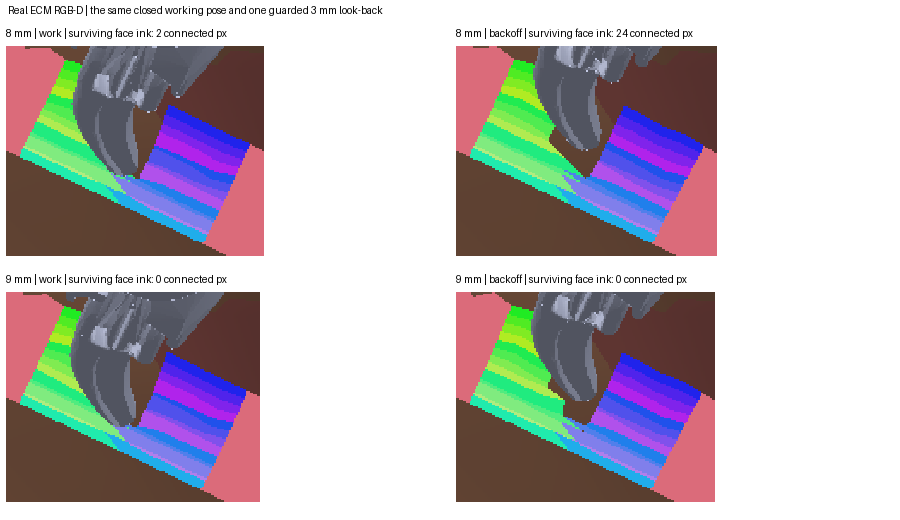 Real ECM RGB-D | the same closed working pose and one guarded 3 mm look-back
8 mm | work | surviving face ink: 2 connected px
8 mm | backoff | surviving face ink: 24 connected px
9 mm | work | surviving face ink: 0 connected px
9 mm | backoff | surviving face ink: 0 connected px